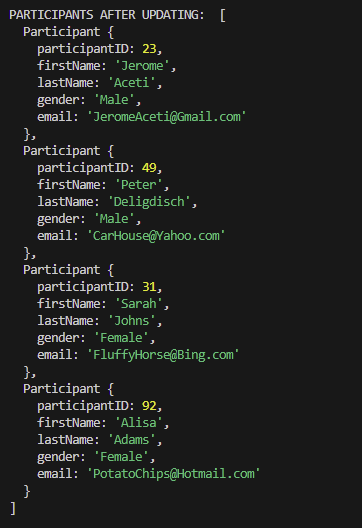 PARTICIPANTS AFTER UPDATING:  [
  Participant {
    participantID: 23,
    firstName: 'Jerome',
    lastName: 'Aceti',
    gender: 'Male',
    email: 'JeromeAceti@Gmail.com'
  },
  Participant {
    participantID: 49,
    firstName: 'Peter',
    lastName: 'Deligdisch',
    gender: 'Male',
    email: 'CarHouse@Yahoo.com'
  },
  Participant {
    participantID: 31,
    firstName: 'Sarah',
    lastName: 'Johns',
    gender: 'Female',
    email: 'FluffyHorse@Bing.com'
  },
  Participant {
    participantID: 92,
    firstName: 'Alisa',
    lastName: 'Adams',
    gender: 'Female',
    email: 'PotatoChips@Hotmail.com'
  }
]